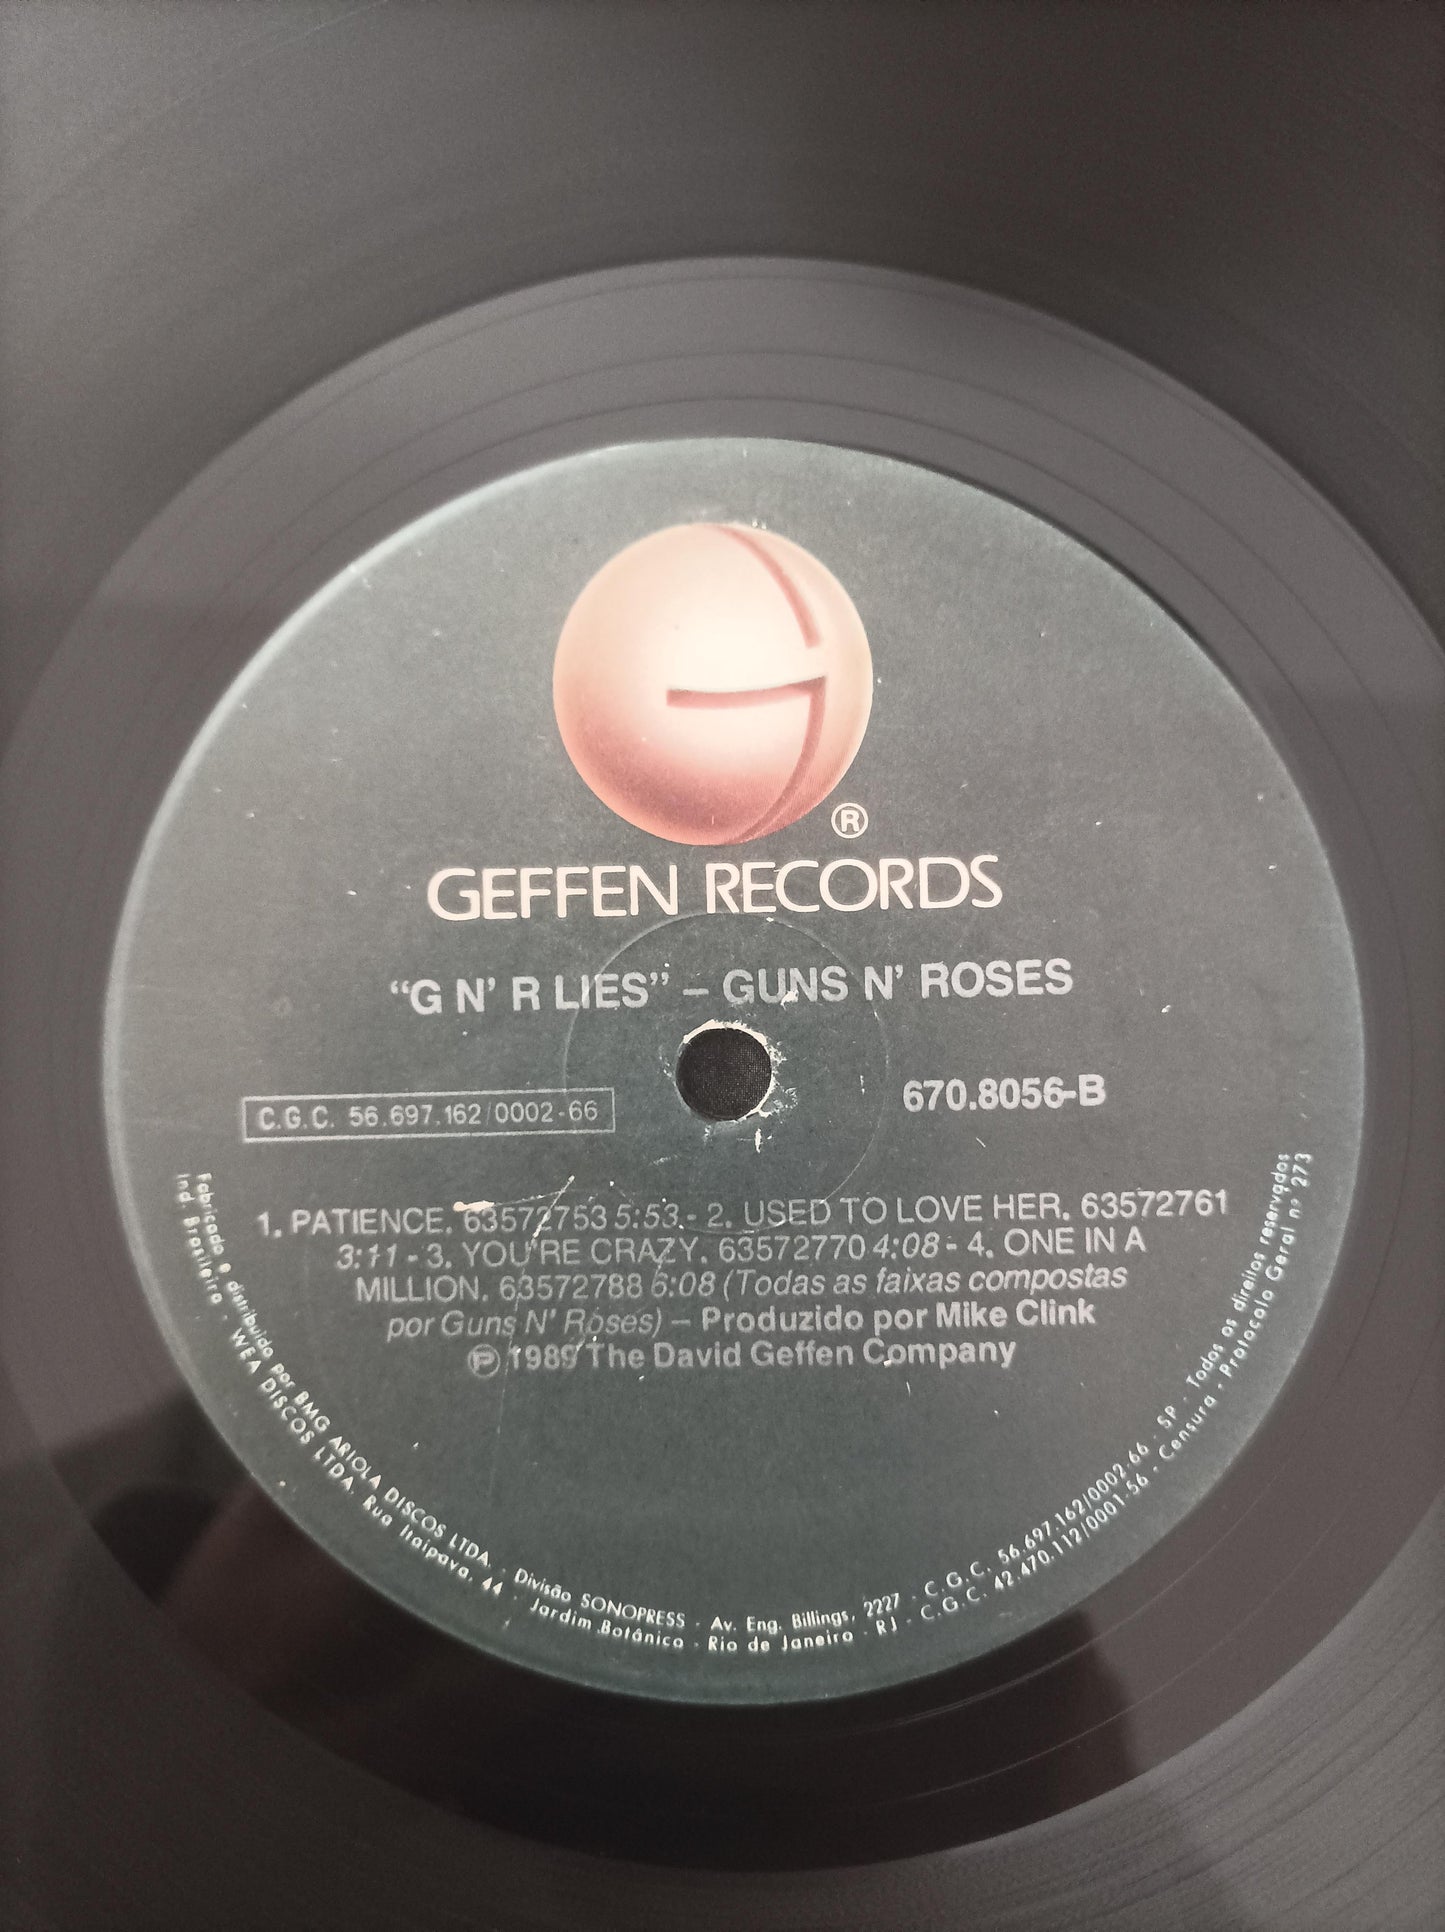 ®
GEFFEN RECORDS
“G N’ R LIES” – GUNS N’ ROSES
C.G.C. 56.697.162/0002-66
670.8056-B
1. PATIENCE. 63572753 5:53 - 2. USED TO LOVE HER. 63572761
3:11 - 3. YOU'RE CRAZY. 63572770 4:08 - 4. ONE IN A
MILLION. 63572788 6:08 (Todas as faixas compostas
por Guns N' Roses) – Produzido por Mike Clink
Ⓟ 1989 The David Geffen Company
Fabricado e distribuido por BMG ARIOLA DISCOS LTDA. - Divisão SONOPRESS - Av. Eng. Billings, 2227 - C.G.C. 56.697.162/0002-66 - SP - Todos os direitos reservados
Ind. Brasileira - WEA DISCOS LTDA. Rua Itaipava, 44 - Jardim Botânico - Rio de Janeiro - RJ - C.G.C. 42.470.112/0001-56 - Censura - Protocolo Geral nº 273